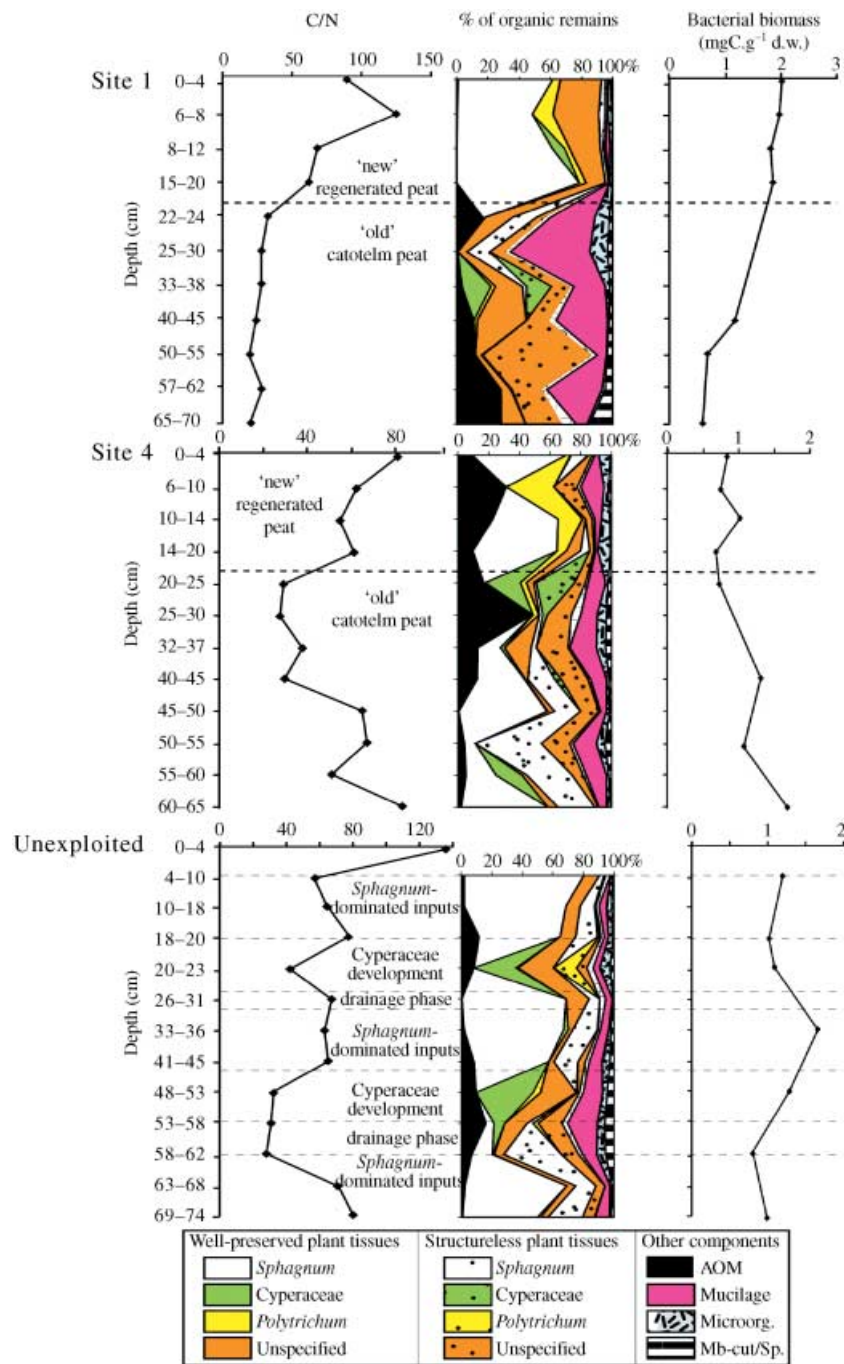 C/N
% of organic remains
Bacterial biomass
(mgC.g⁻¹ d.w.)
Site 1
0 50 100 150
20 40 60 80 100%
0 1 2 3
Depth (cm)
0–4
6–8
8–12
15–20
22–24
25–30
33–38
40–45
50–55
57–62
65–70
'new'
regenerated peat
'old'
catotelm peat
Site 4
0 40 80
0 20 40 60 80 100%
0 1 2
Depth (cm)
0–4
6–10
10–14
14–20
20–25
25–30
32–37
40–45
45–50
50–55
55–60
60–65
'new'
regenerated
peat
'old'
catotelm peat
Unexploited
0 40 80 120
0 20 40 60 80 100%
0 1 2
Depth (cm)
0–4
4–10
10–18
18–20
20–23
26–31
33–36
41–45
48–53
53–58
58–62
63–68
69–74
Sphagnum-
dominated inputs
Cyperaceae
development
drainage phase
Sphagnum-
dominated inputs
Cyperaceae
development
drainage phase
Sphagnum-
dominated inputs
Well-preserved plant tissues
Sphagnum
Cyperaceae
Polytrichum
Unspecified
Structureless plant tissues
Sphagnum
Cyperaceae
Polytrichum
Unspecified
Other components
AOM
Mucilage
Microorg.
Mb-cut/Sp.